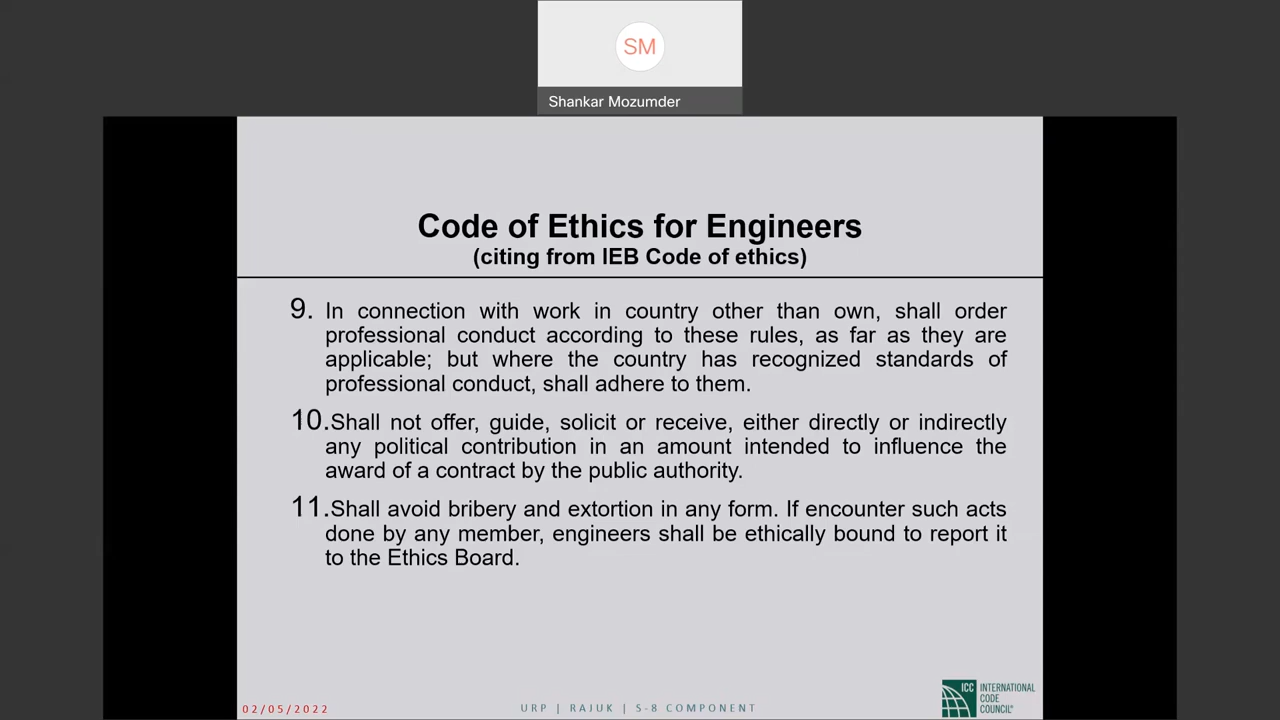 SM
Shankar Mozumder
Code of Ethics for Engineers
(citing from IEB Code of ethics)
9. In connection with work in country other than own, shall order
professional conduct according to these rules, as far as they are
applicable; but where the country has recognized standards of
professional conduct, shall adhere to them.
10.Shall not offer, guide, solicit or receive, either directly or indirectly
any political contribution in an amount intended to influence the
award of a contract by the public authority.
11.Shall avoid bribery and extortion in any form. If encounter such acts
done by any member, engineers shall be ethically bound to report it
to the Ethics Board.
02/05/2022
URP | RAJUK | S-8 COMPONENT
ICC INTERNATIONAL
CODE
COUNCIL®